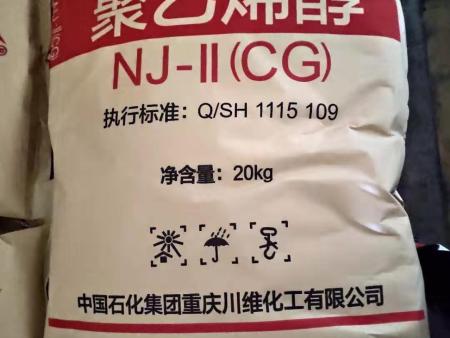 聚乙烯醇
NJ-II(CG)
执行标准：Q/SH 1115 109
净含量：20kg
中国石化集团重庆川维化工有限公司